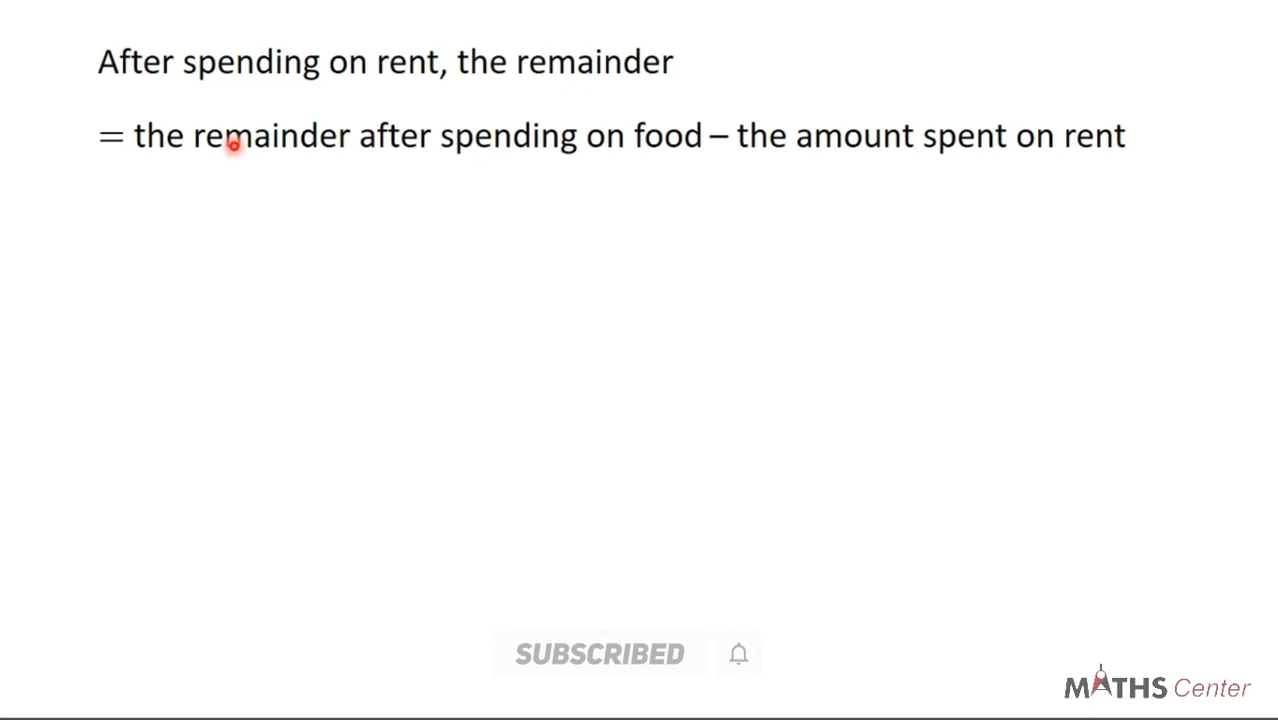 After spending on rent, the remainder
= the remainder after spending on food – the amount spent on rent
SUBSCRIBED
MATHS Center